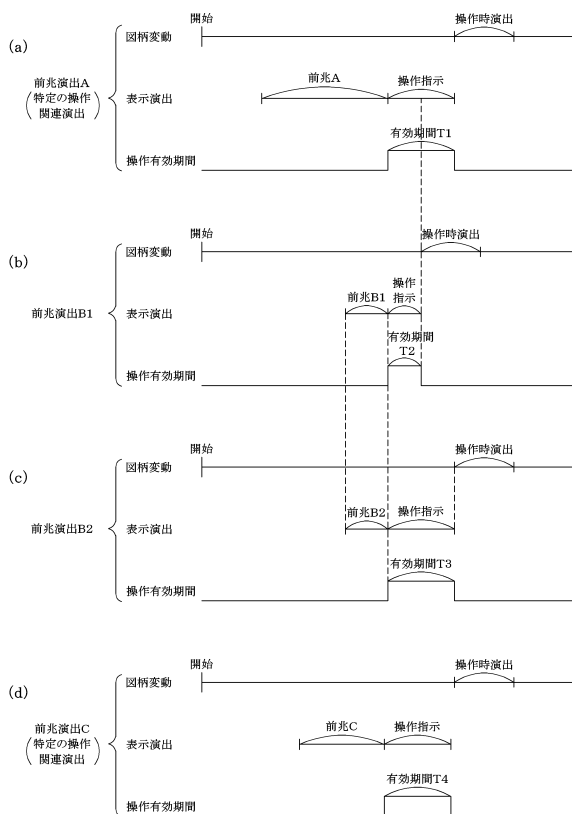 (a)
前兆演出A
(特定の操作
関連演出)
図柄変動
開始
操作時演出
表示演出
前兆A
操作指示
操作有効期間
有効期間T1
(b)
前兆演出B1
図柄変動
開始
操作時演出
表示演出
前兆B1
操作
指示
操作有効期間
有効期間
T2
(c)
前兆演出B2
図柄変動
開始
操作時演出
表示演出
前兆B2
操作指示
操作有効期間
有効期間T3
(d)
前兆演出C
(特定の操作
関連演出)
図柄変動
開始
操作時演出
表示演出
前兆C
操作指示
操作有効期間
有効期間T4